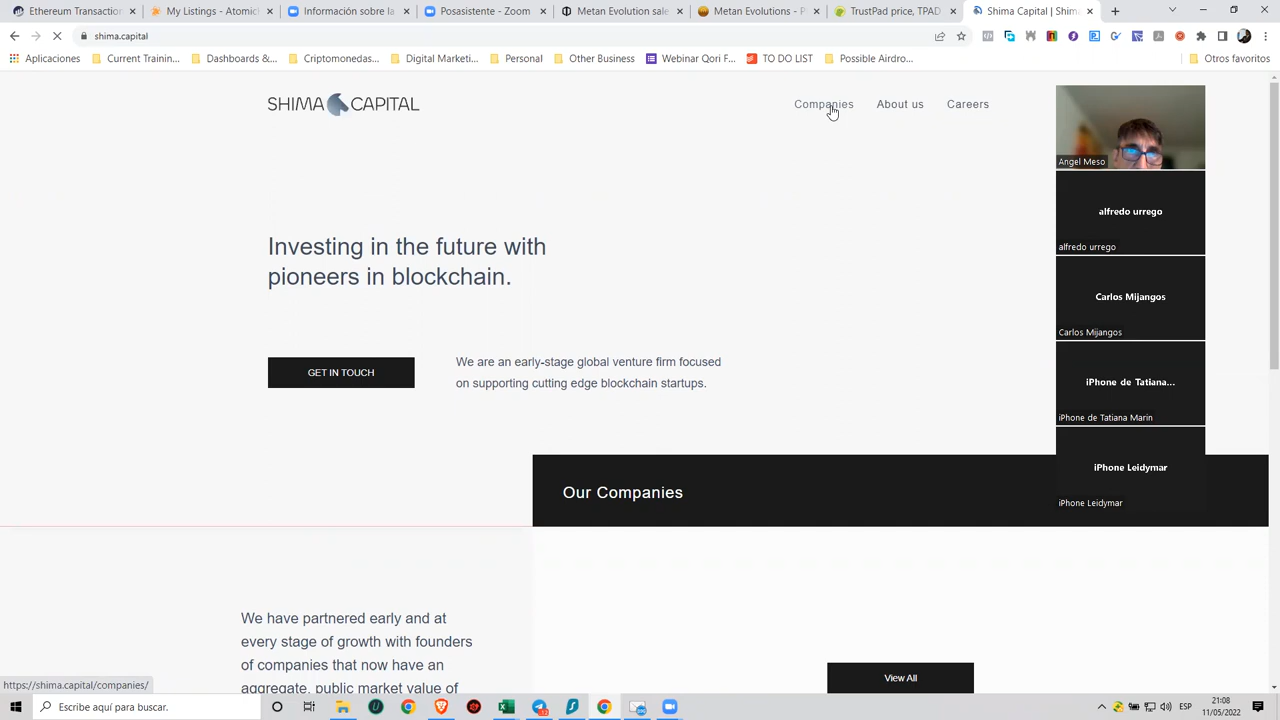 Ethereum Transaction
My Listings - Atomic
Información sobre la
Posasistente - Zoom
Metan Evolution sale
Metan Evolutions - P
TrustPad price, TPAD
Shima Capital | Shim
shima.capital
Aplicaciones
Current Training...
Dashboards &...
Criptomonedas...
Digital Marketi...
Personal
Other Business
Webinar Qori F...
TO DO LIST
Possible Airdro...
Otros favoritos
SHIMA CAPITAL
Companies
About us
Careers
Investing in the future with
pioneers in blockchain.
GET IN TOUCH
We are an early-stage global venture firm focused
on supporting cutting edge blockchain startups.
Our Companies
We have partnered early and at
every stage of growth with founders
of companies that now have an
aggregate, public market value of
View All
Angel Meso
alfredo urrego
alfredo urrego
Carlos Mijangos
Carlos Mijangos
iPhone de Tatiana...
iPhone de Tatiana Marin
iPhone Leidymar
iPhone Leidymar
https://shima.capital/companies/
Escribe aquí para buscar.
ESP
21:08
11/05/2022